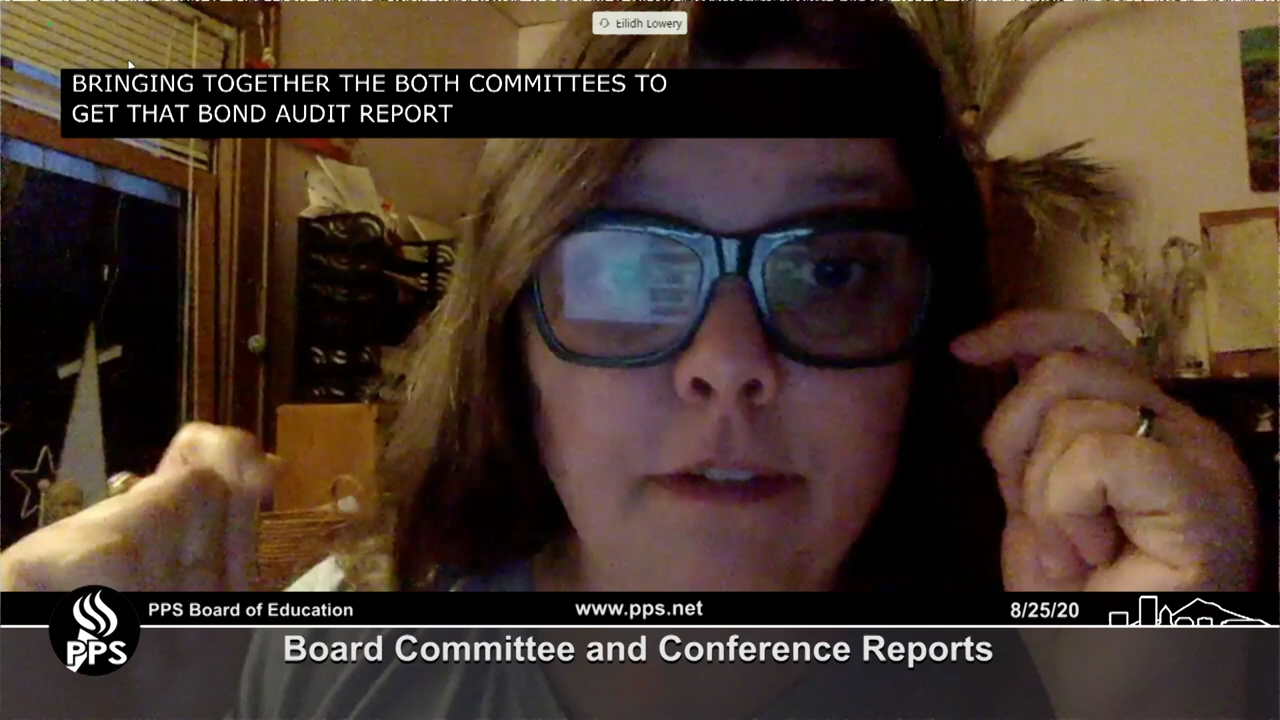 Eilidh Lowery
BRINGING TOGETHER THE BOTH COMMITTEES TO
GET THAT BOND AUDIT REPORT
PPS Board of Education
www.pps.net
8/25/20
PPS
Board Committee and Conference Reports